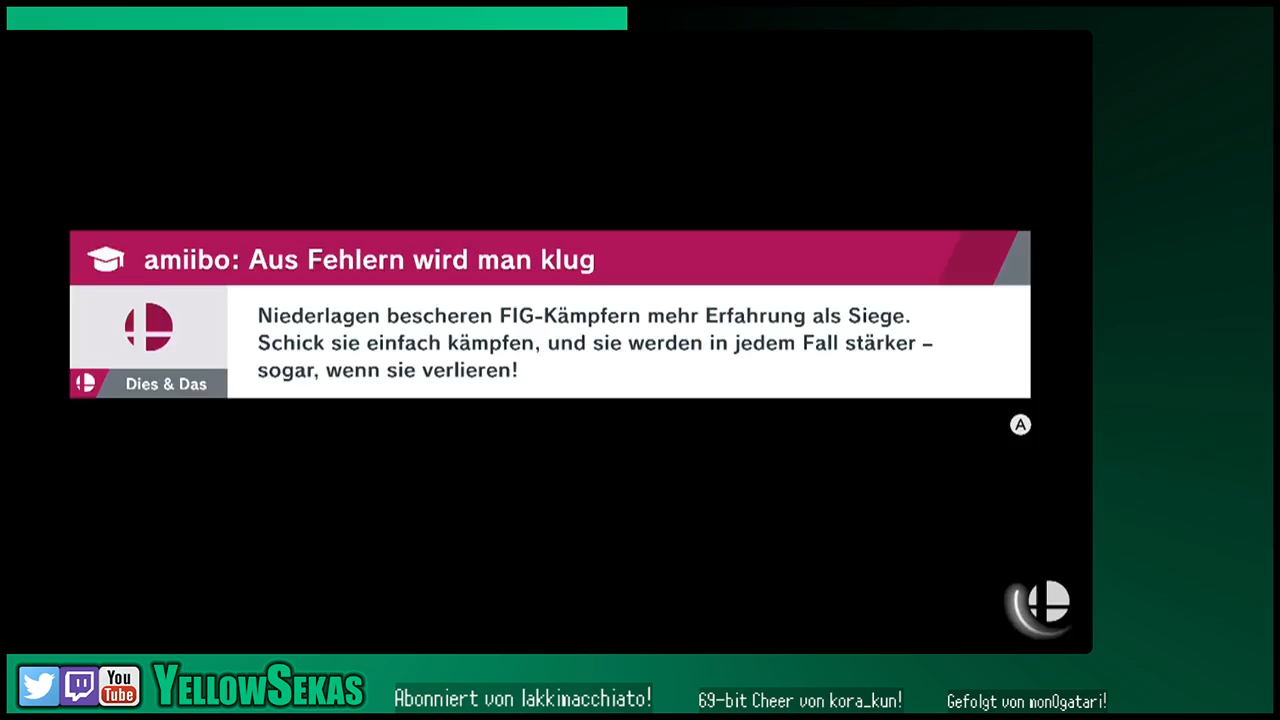 amiibo: Aus Fehlern wird man klug
Niederlagen bescheren FIG-Kämpfern mehr Erfahrung als Siege.
Schick sie einfach kämpfen, und sie werden in jedem Fall stärker –
sogar, wenn sie verlieren!
Dies & Das
A
You
Tube
YellowSekas
Abonniert von lakkimacchiato!
69-bit Cheer von kora_kun!
Gefolgt von mon0gatari!